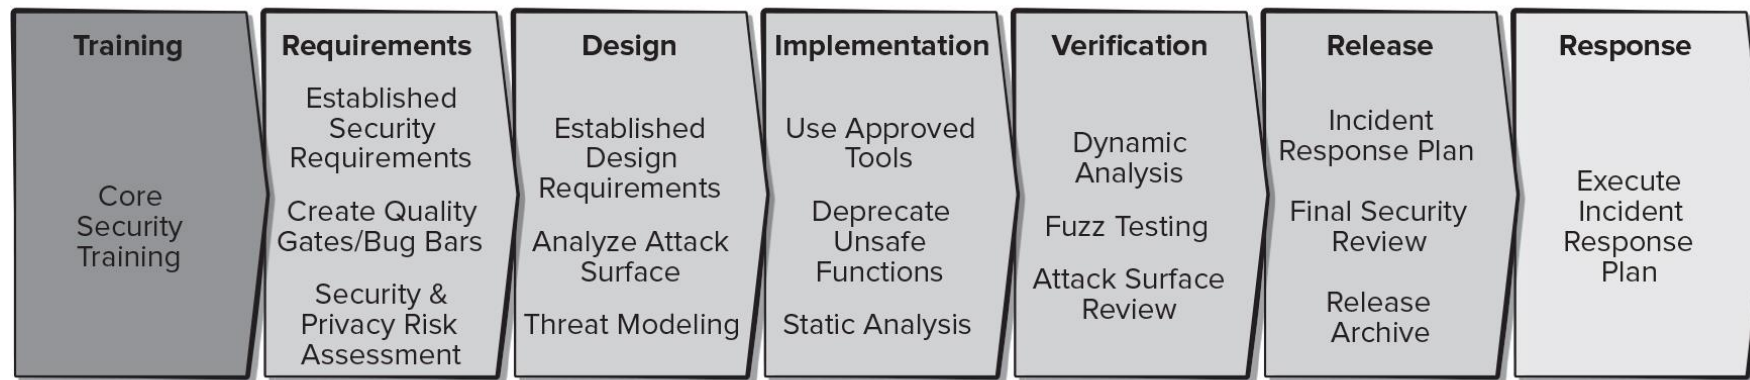 Training
Core
Security
Training
Requirements
Established
Security
Requirements
Create Quality
Gates/Bug Bars
Security &
Privacy Risk
Assessment
Design
Established
Design
Requirements
Analyze Attack
Surface
Threat Modeling
Implementation
Use Approved
Tools
Deprecate
Unsafe
Functions
Static Analysis
Verification
Dynamic
Analysis
Fuzz Testing
Attack Surface
Review
Release
Incident
Response Plan
Final Security
Review
Release
Archive
Response
Execute
Incident
Response
Plan